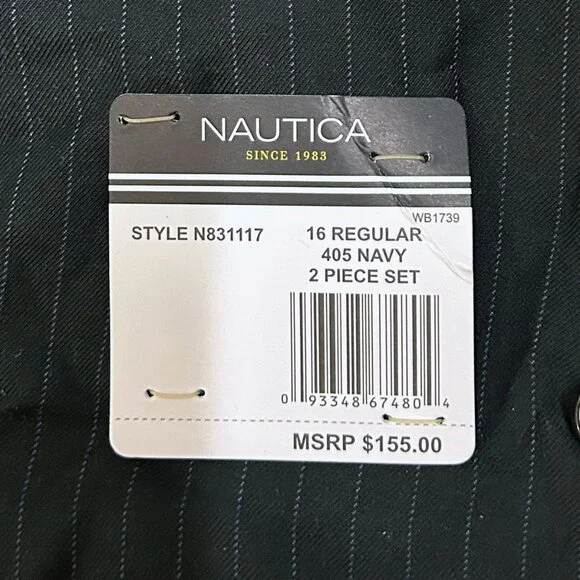 NAUTICA
SINCE 1983
WB1739
STYLE N831117
16 REGULAR
405 NAVY
2 PIECE SET
0 93348 67480 4
MSRP $155.00